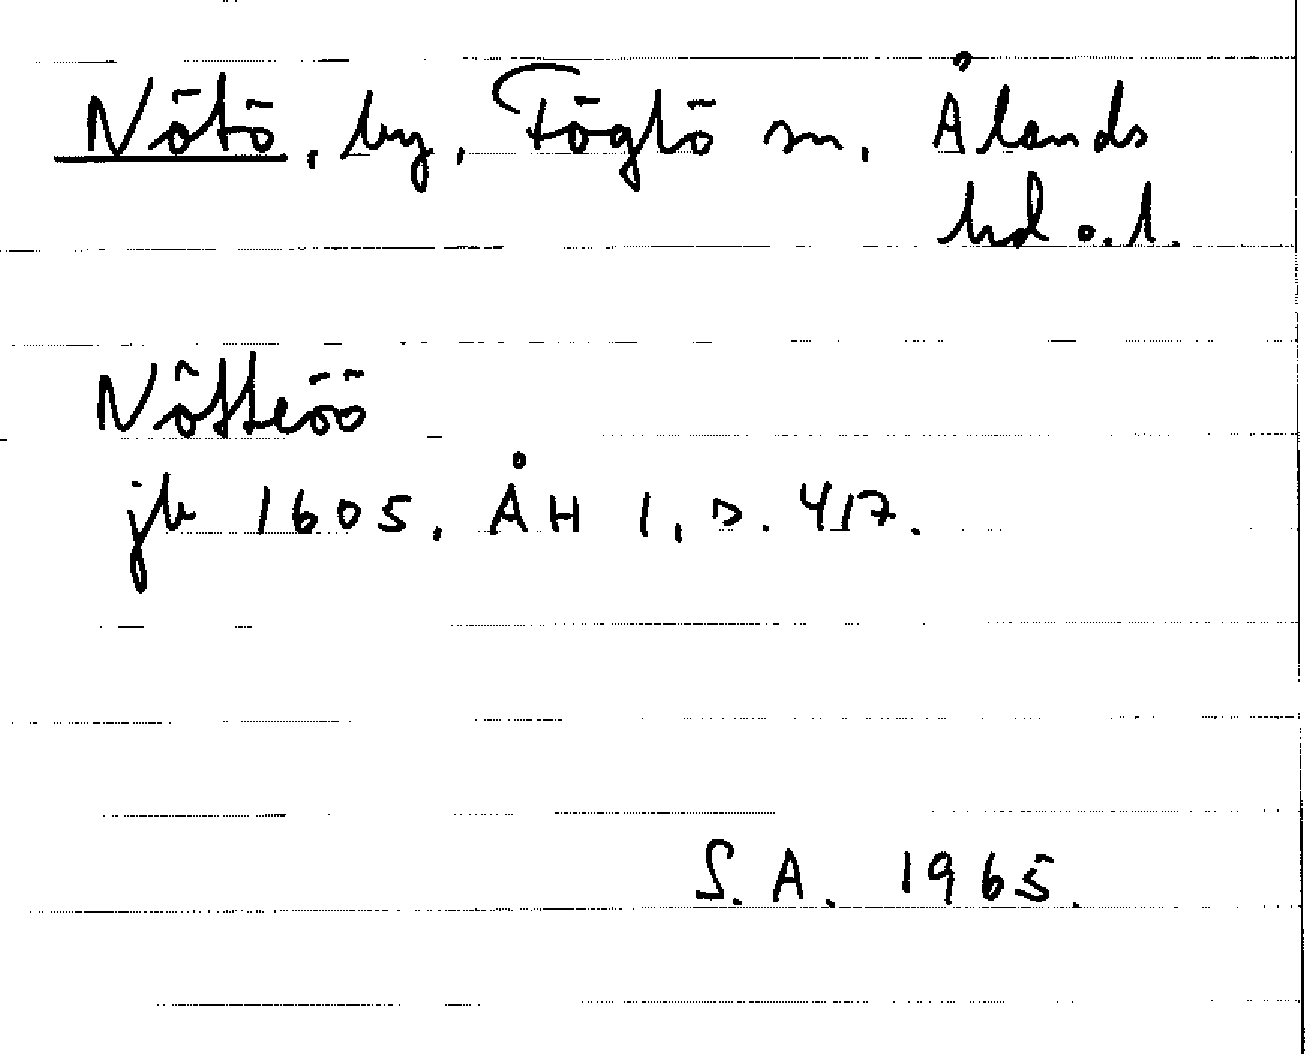 Nötö, by, Föglö sn, Ålands
hd o. l.
Nötteöö
jb 1605, ÅH 1, s. 417.
S. A. 1965.